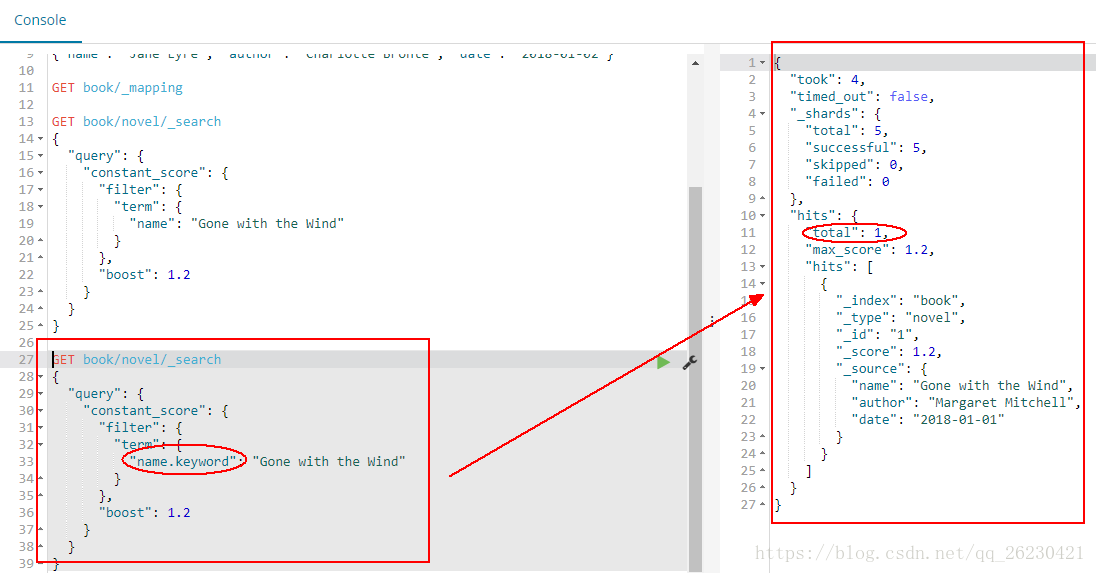 Console
9 {"name": "Jane Eyre", "author": "Charlotte Bronte", "date": "2018-01-02"}
10
11 GET book/_mapping
12
13 GET book/novel/_search
14 {
15 "query": {
16 "constant_score": {
17 "filter": {
18 "term": {
19 "name": "Gone with the Wind"
20 }
21 },
22 "boost": 1.2
23 }
24 }
25 }
26
27 GET book/novel/_search
28 {
29 "query": {
30 "constant_score": {
31 "filter": {
32 "term": {
33 "name.keyword": "Gone with the Wind"
34 }
35 },
36 "boost": 1.2
37 }
38 }
39 }
1 {
2 "took": 4,
3 "timed_out": false,
4 "_shards": {
5 "total": 5,
6 "successful": 5,
7 "skipped": 0,
8 "failed": 0
9 },
10 "hits": {
11 "total": 1,
12 "max_score": 1.2,
13 "hits": [
14 {
"_index": "book",
16 "_type": "novel",
17 "_id": "1",
18 "_score": 1.2,
19 "_source": {
20 "name": "Gone with the Wind",
21 "author": "Margaret Mitchell",
22 "date": "2018-01-01"
23 }
24 }
25 ]
26 }
27 }
https://blog.csdn.net/qq_26230421